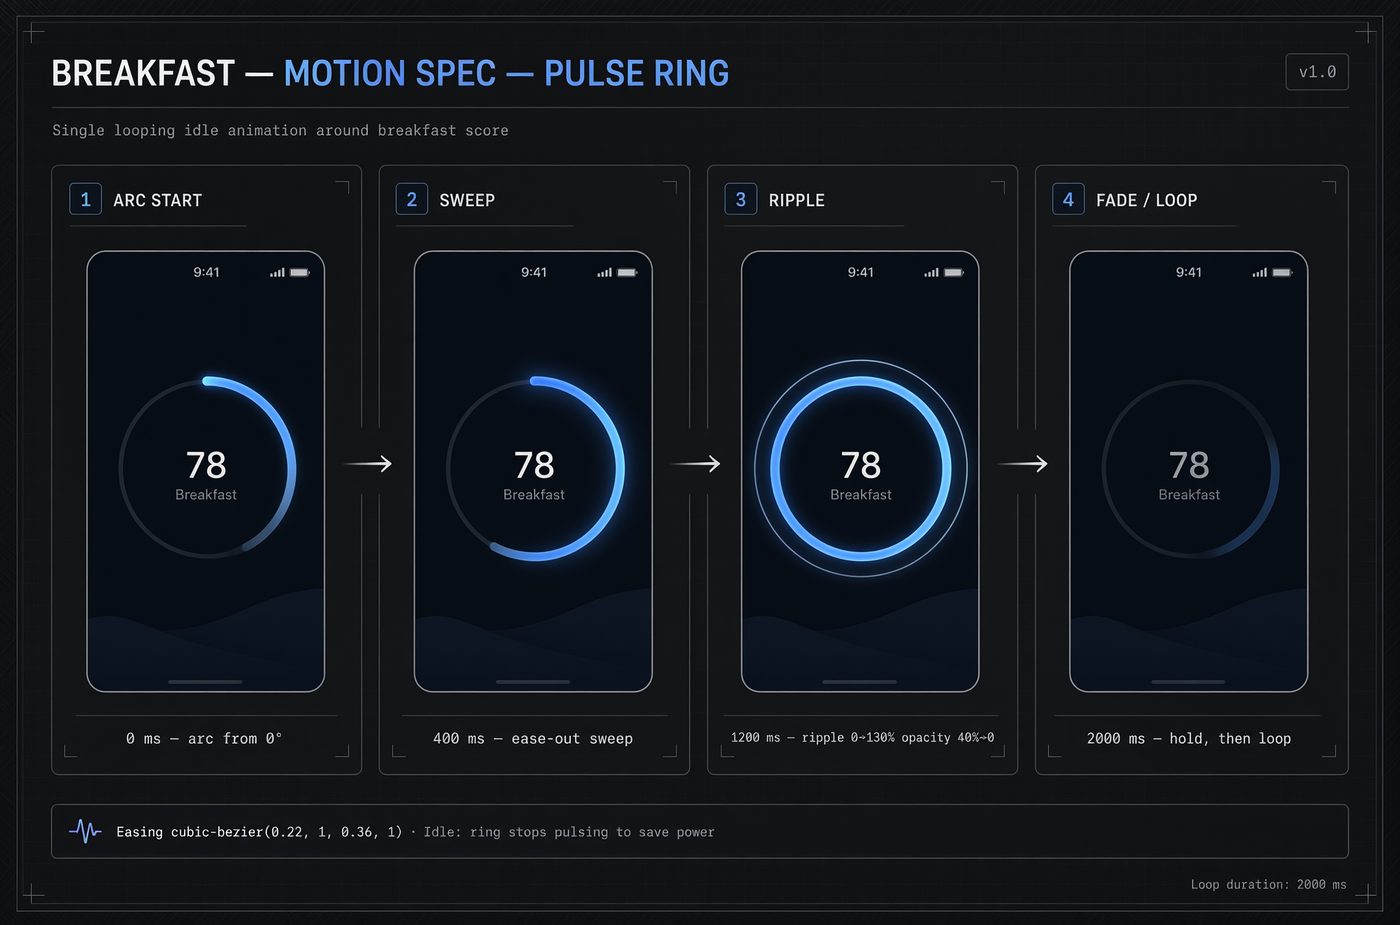 BREAKFAST — MOTION SPEC — PULSE RING
v1.0
Single looping idle animation around breakfast score
1 ARC START
9:41
78
Breakfast
0 ms — arc from 0°
2 SWEEP
9:41
78
Breakfast
400 ms — ease-out sweep
3 RIPPLE
9:41
78
Breakfast
1200 ms — ripple 0→130% opacity 40%→0
4 FADE / LOOP
9:41
78
Breakfast
2000 ms — hold, then loop
Easing cubic-bezier(0.22, 1, 0.36, 1) · Idle: ring stops pulsing to save power
Loop duration: 2000 ms